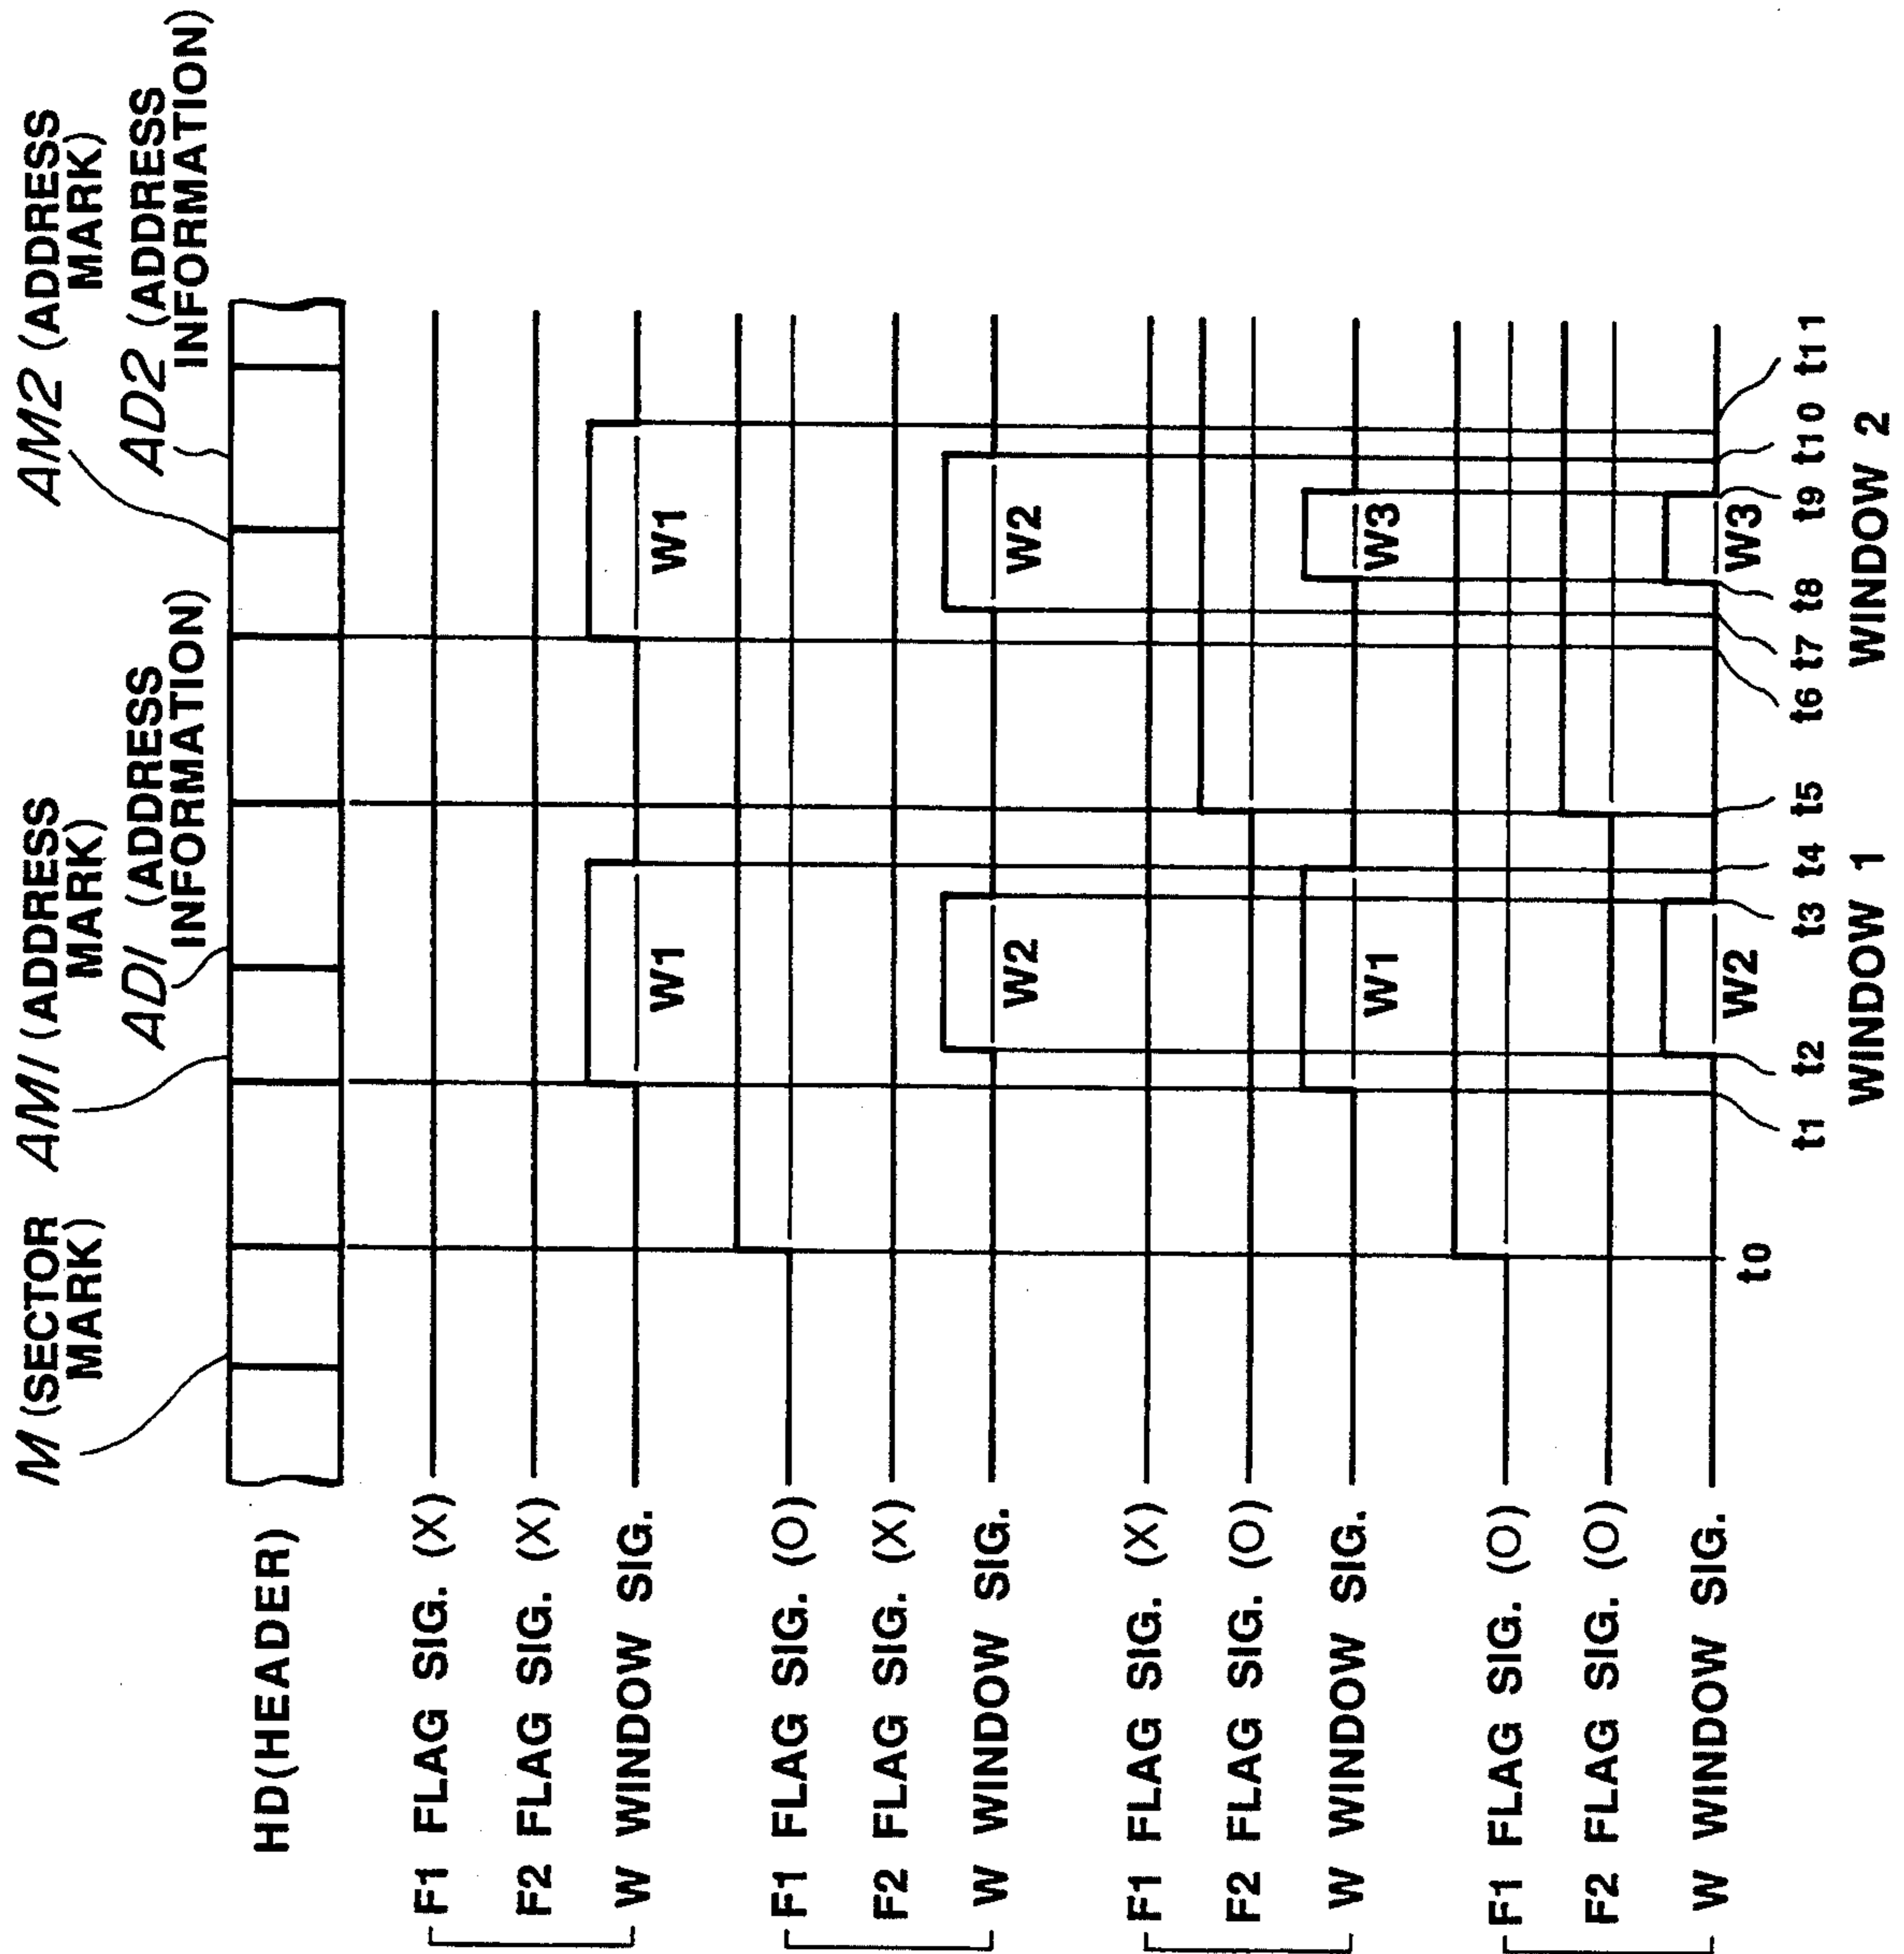 M (SECTOR
MARK)
AM1 (ADDRESS
MARK)
AD1 (ADDRESS
INFORMATION)
AM2 (ADDRESS
MARK)
AD2 (ADDRESS
INFORMATION)
HD(HEADER)
F1 FLAG SIG. (X)
F2 FLAG SIG. (X)
W WINDOW SIG.
W1
W1
F1 FLAG SIG. (O)
F2 FLAG SIG. (X)
W WINDOW SIG.
W2
W2
F1 FLAG SIG. (X)
F2 FLAG SIG. (O)
W WINDOW SIG.
W1
W3
F1 FLAG SIG. (O)
F2 FLAG SIG. (O)
W WINDOW SIG.
W2
W3
t0
t1 t2 t3 t4 t5 t6 t7 t8 t9 t10 t11
WINDOW 1
WINDOW 2